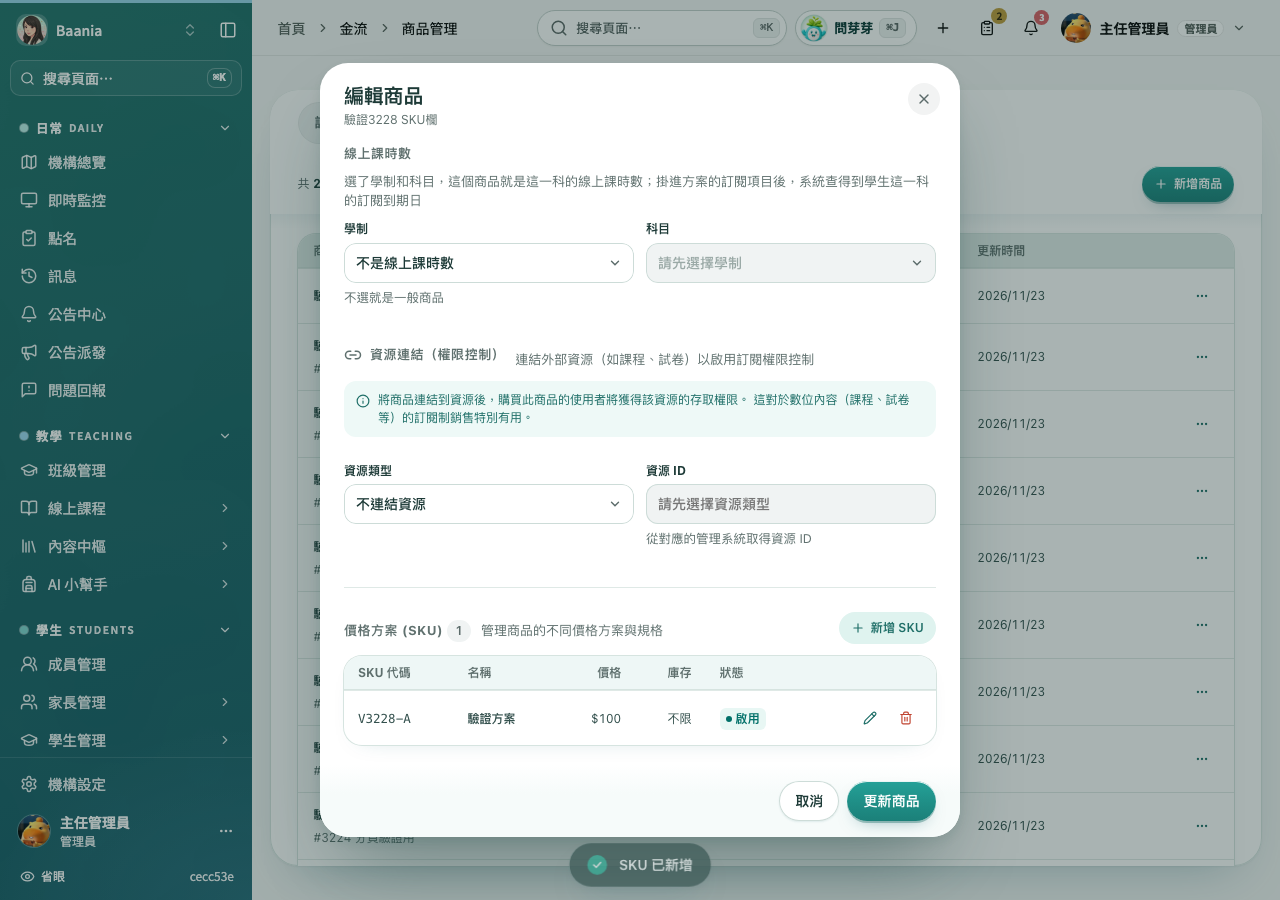 Baania
搜尋頁面… ⌘K
日常 DAILY
機構總覽
即時監控
點名
訊息
公告中心
公告派發
問題回報
教學 TEACHING
班級管理
線上課程
內容中樞
AI 小幫手
學生 STUDENTS
成員管理
家長管理
學生管理
機構設定
主任管理員
管理員
省眼 cecc53e
首頁 金流 商品管理
搜尋頁面… ⌘K
問芽芽 ⌘J
2
3
主任管理員 管理員
共 2
新增商品
更新時間
2026/11/23
2026/11/23
2026/11/23
2026/11/23
2026/11/23
2026/11/23
2026/11/23
2026/11/23
2026/11/23
編輯商品
驗證3228 SKU欄
線上課時數
選了學制和科目，這個商品就是這一科的線上課時數；掛進方案的訂閱項目後，系統查得到學生這一科
的訂閱到期日
學制 科目
不是線上課時數 請先選擇學制
不選就是一般商品
資源連結（權限控制） 連結外部資源（如課程、試卷）以啟用訂閱權限控制
將商品連結到資源後，購買此商品的使用者將獲得該資源的存取權限。 這對於數位內容（課程、試卷
等）的訂閱制銷售特別有用。
資源類型 資源 ID
不連結資源 請先選擇資源類型
從對應的管理系統取得資源 ID
價格方案 (SKU) 1 管理商品的不同價格方案與規格
新增 SKU
SKU 代碼 名稱 價格 庫存 狀態
V3228-A 驗證方案 $100 不限 啟用
取消 更新商品
#3224 分頁驗證用
SKU 已新增